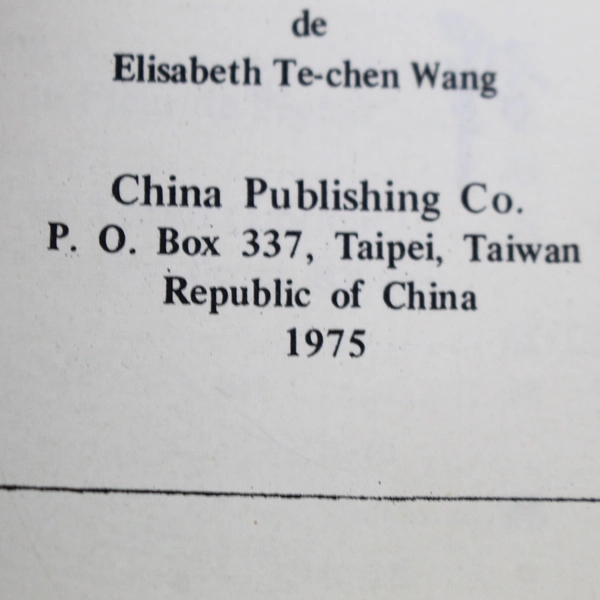 de
Elisabeth Te-chen Wang
China Publishing Co.
P. O. Box 337, Taipei, Taiwan
Republic of China
1975